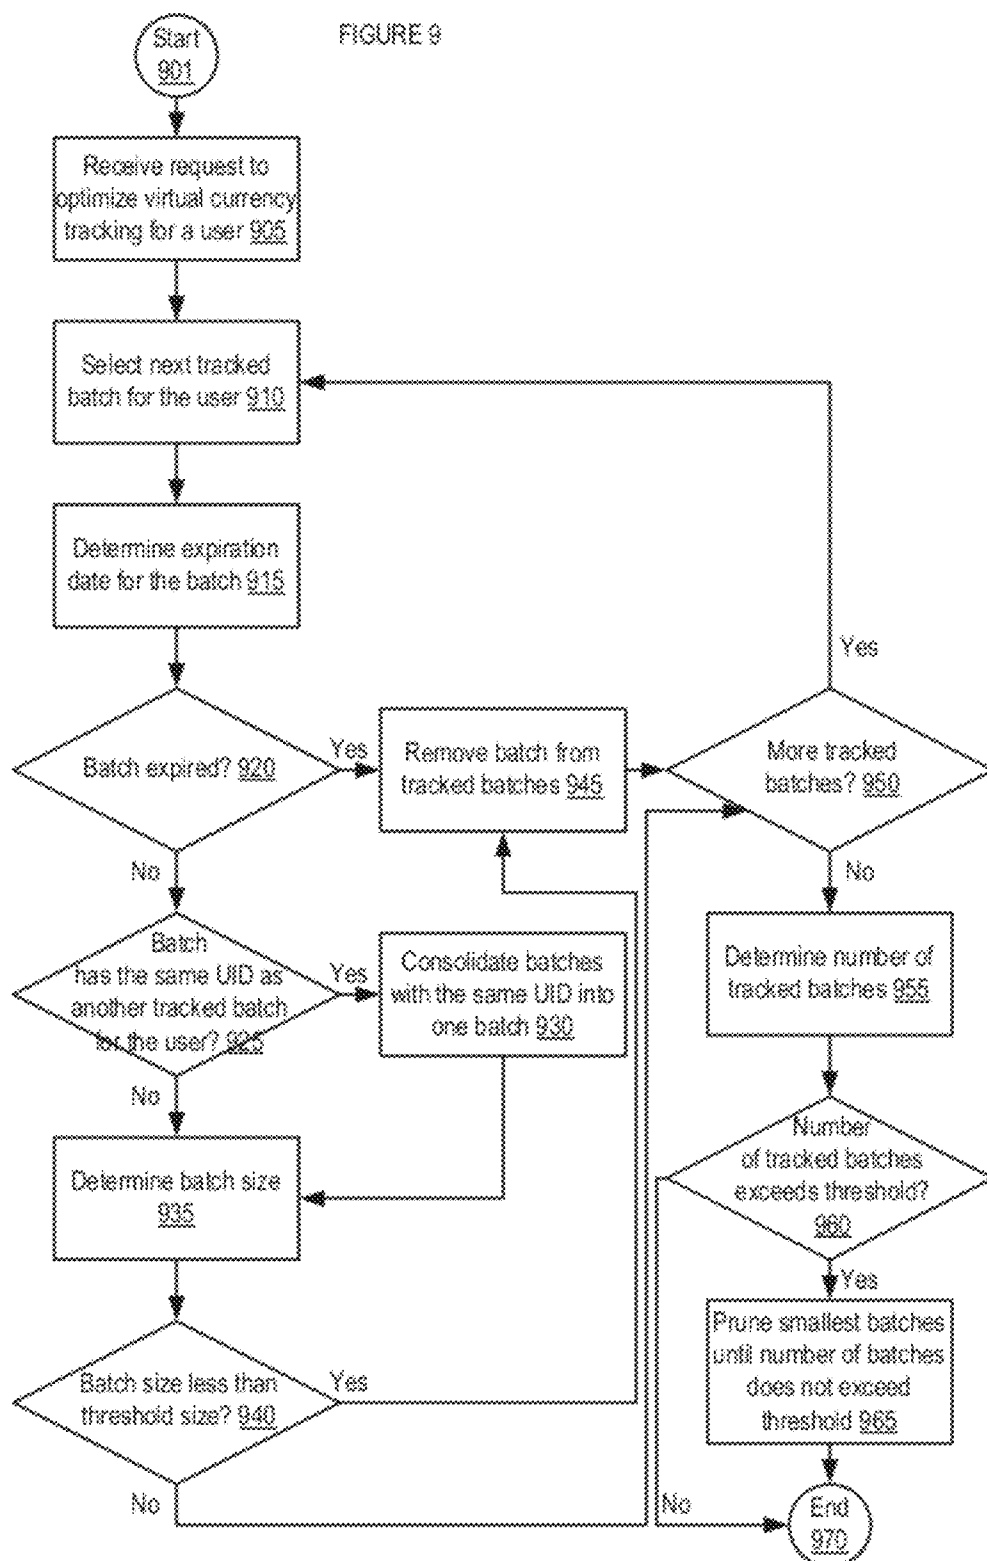 FIGURE 9
Start
901
Receive request to
optimize virtual currency
tracking for a user 905
Select next tracked
batch for the user 910
Determine expiration
date for the batch 915
Batch expired? 920
Yes
No
Remove batch from
tracked batches 945
More tracked
batches? 950
Yes
No
Batch
has the same UID as
another tracked batch
for the user? 925
Yes
No
Consolidate batches
with the same UID into
one batch 930
Determine number of
tracked batches 955
Determine batch size
935
Number
of tracked batches
exceeds threshold?
960
Yes
No
Batch size less than
threshold size? 940
Yes
No
Prune smallest batches
until number of batches
does not exceed
threshold 965
End
970